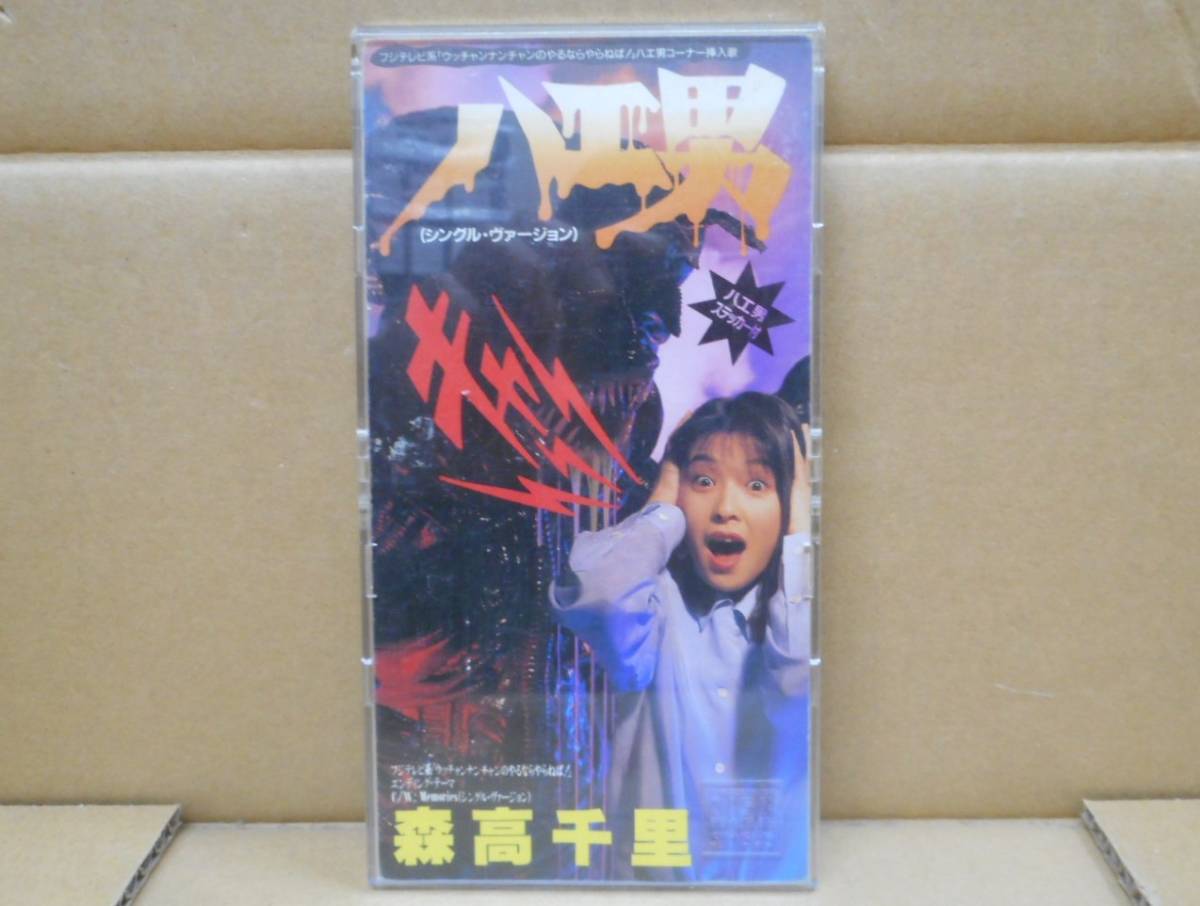 フジテレビ系「ウッチャンナンチャンのやるならやらねば!」ハエ男コーナー挿入歌
ハエ男
(シングル・ヴァージョン)
ハエ男
ステッカー付
フジテレビ系「ウッチャンナンチャンのやるならやらねば!」
エンディング・テーマ
C/W: Memories(シングル・ヴァージョン)
森高千里